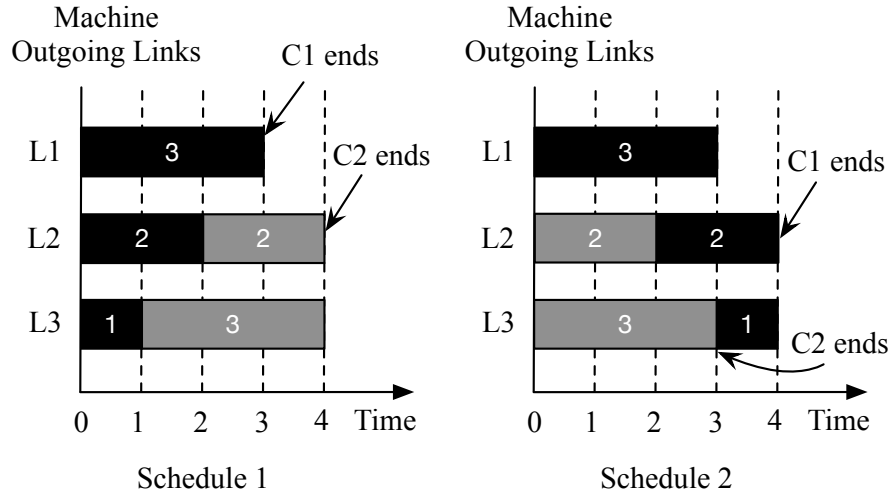 Machine
Outgoing Links
C1 ends
L1
3
C2 ends
L2
2
2
L3
1
3
0 1 2 3 4 Time
Schedule 1
Machine
Outgoing Links
L1
3
C1 ends
L2
2
2
L3
3
1
C2 ends
0 1 2 3 4 Time
Schedule 2